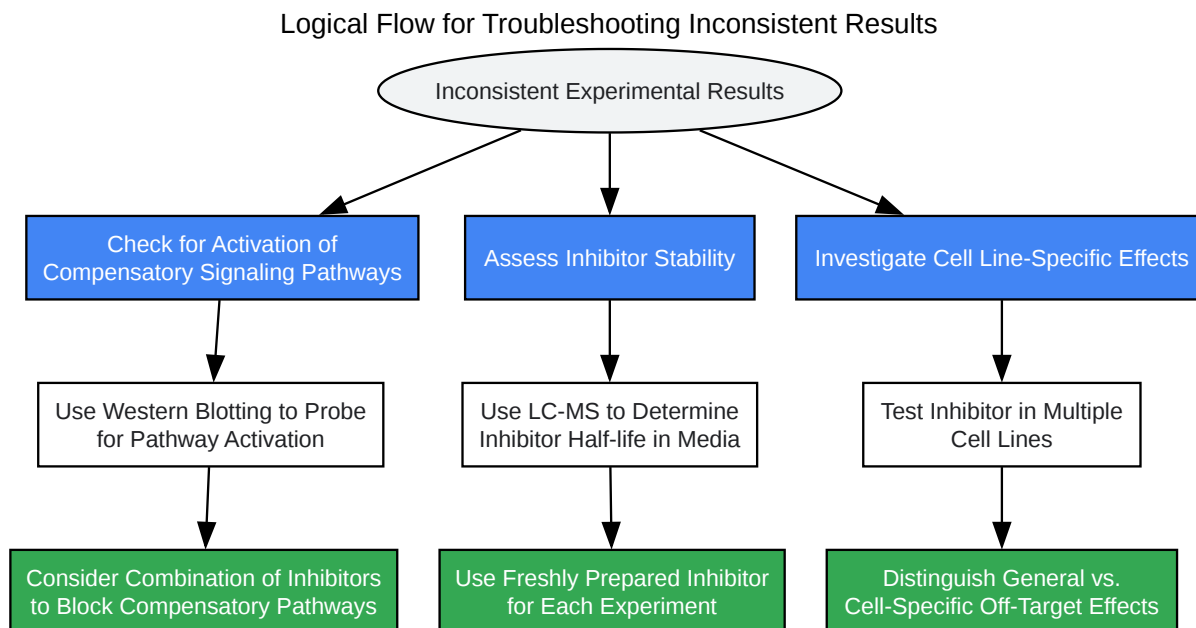 Logical Flow for Troubleshooting Inconsistent Results
Inconsistent Experimental Results
Check for Activation of
Compensatory Signaling Pathways
Assess Inhibitor Stability
Investigate Cell Line-Specific Effects
Use Western Blotting to Probe
for Pathway Activation
Use LC-MS to Determine
Inhibitor Half-life in Media
Test Inhibitor in Multiple
Cell Lines
Consider Combination of Inhibitors
to Block Compensatory Pathways
Use Freshly Prepared Inhibitor
for Each Experiment
Distinguish General vs.
Cell-Specific Off-Target Effects